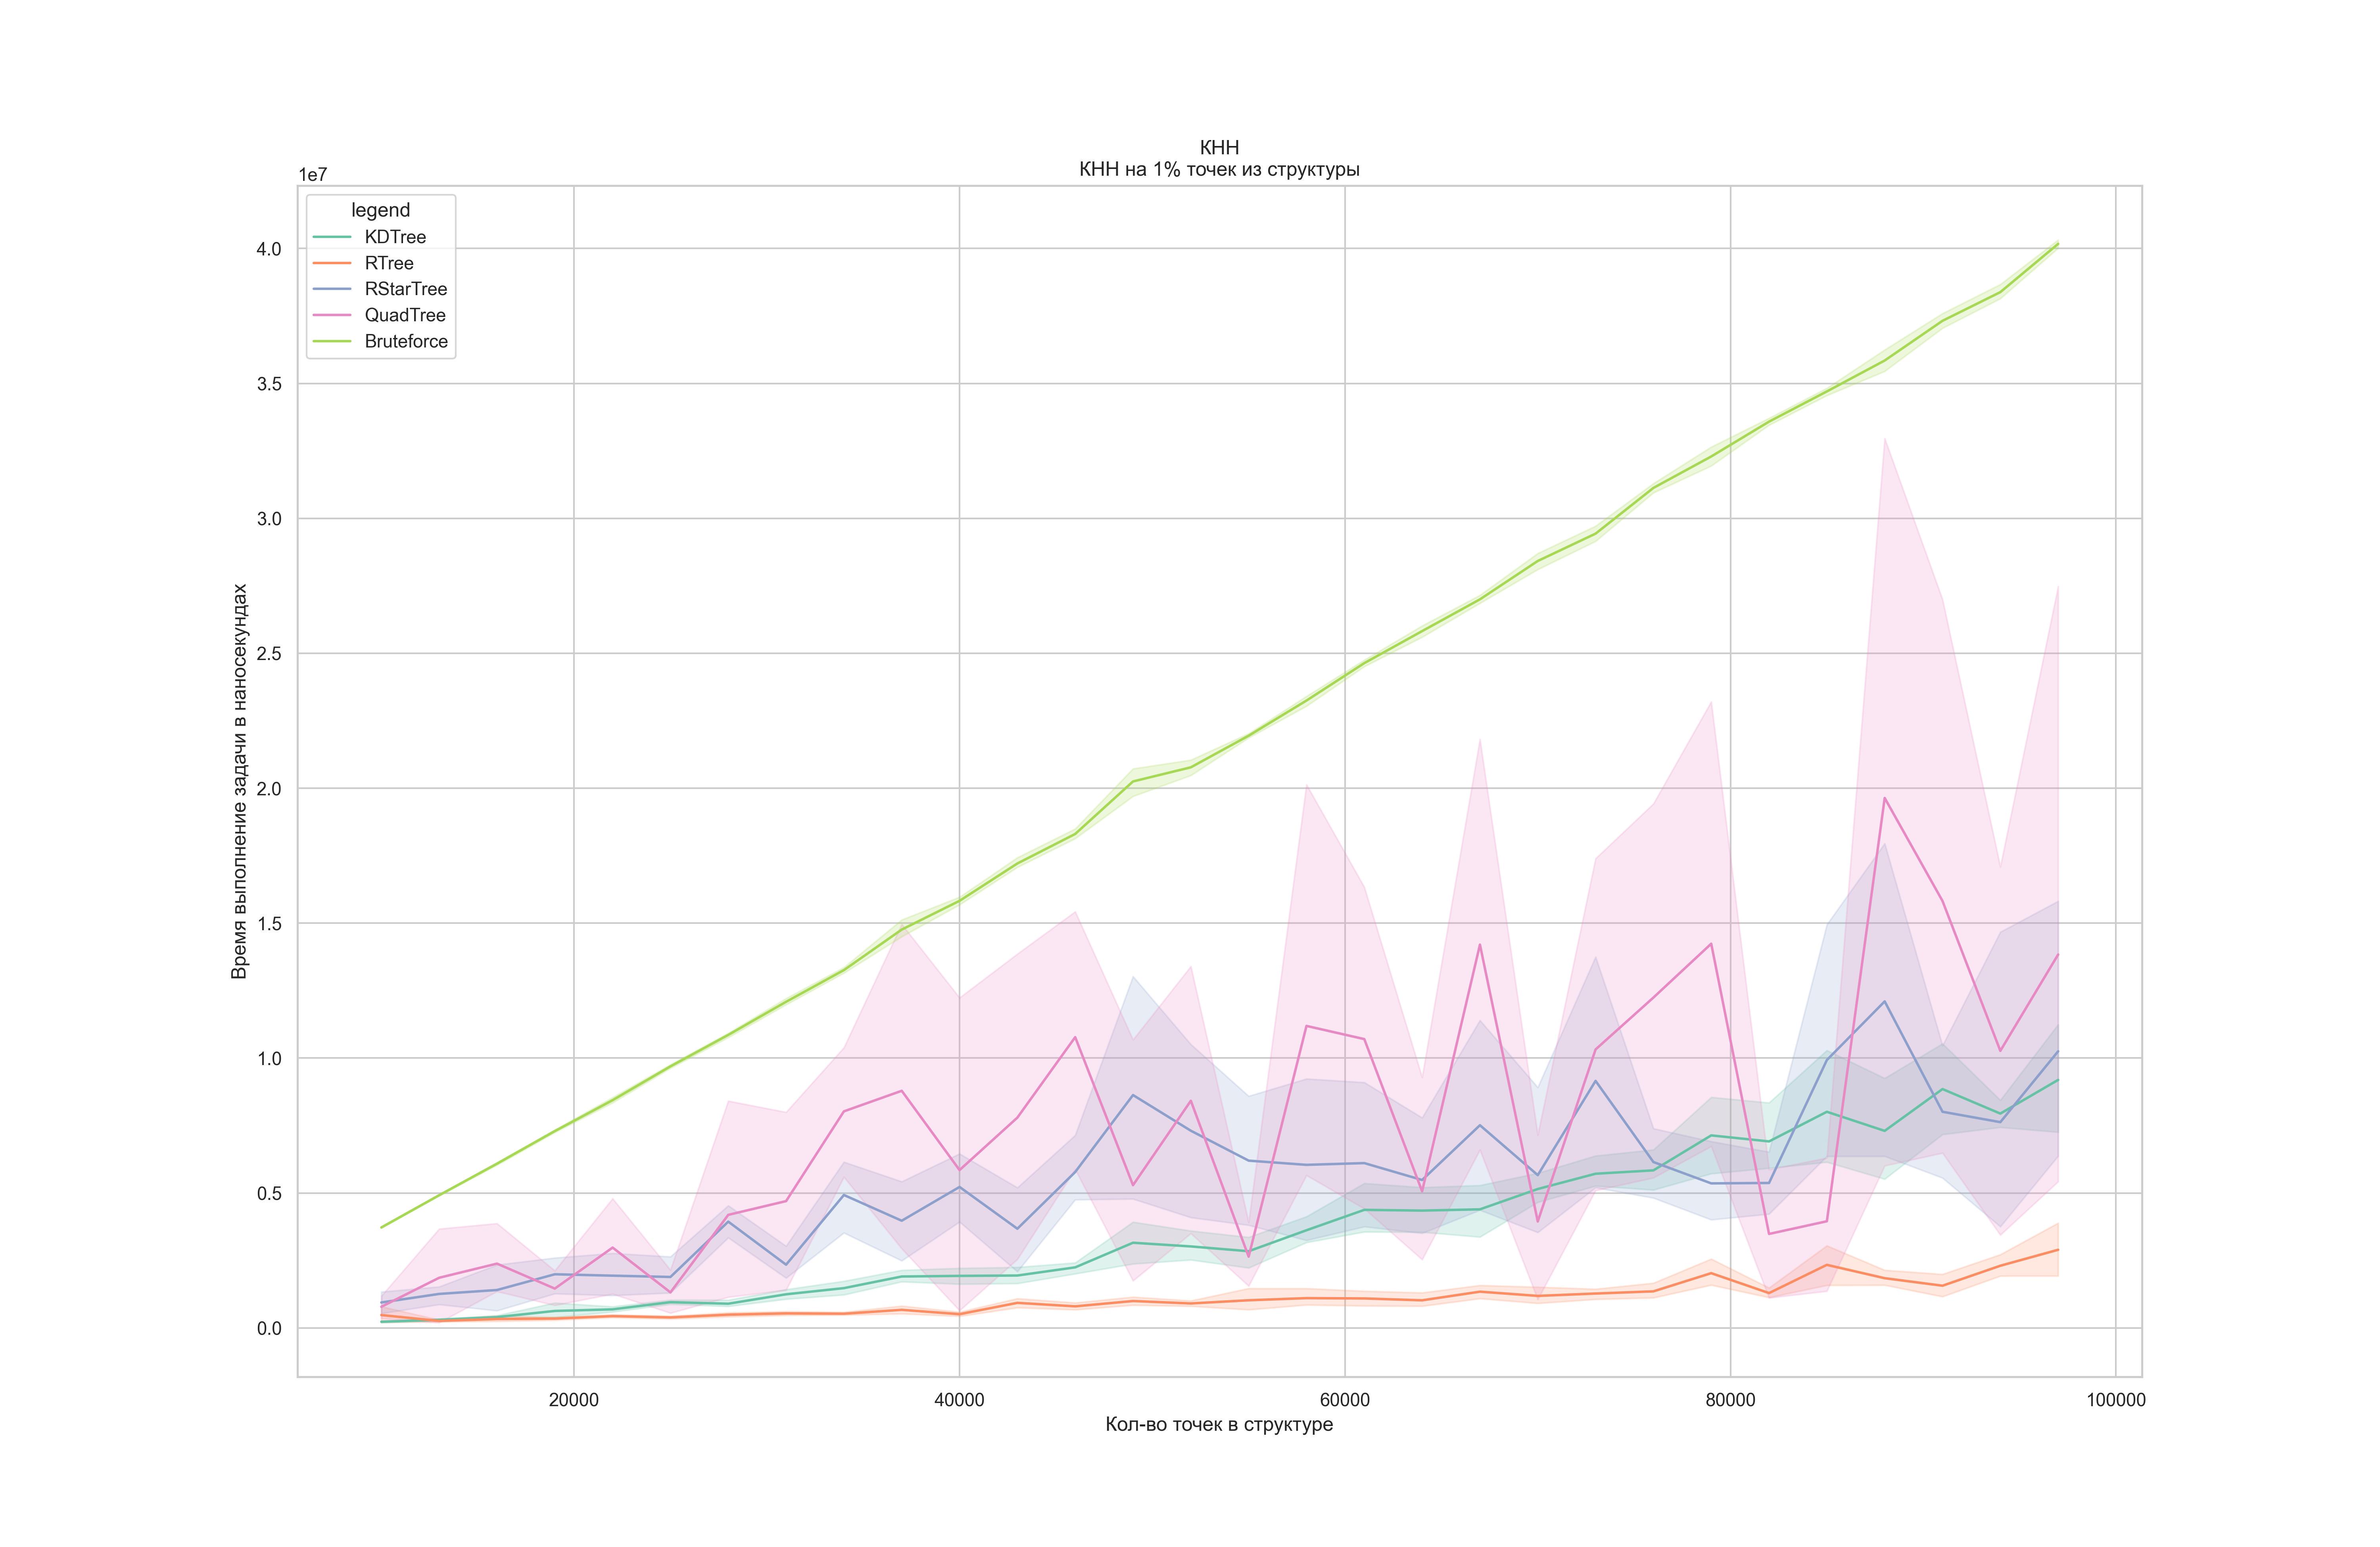 КНН
КНН на 1% точек из структуры
1e7
legend
KDTree
RTree
RStarTree
QuadTree
Bruteforce
4.0
3.5
3.0
2.5
2.0
1.5
1.0
0.5
0.0
Время выполнение задачи в наносекундах
20000
40000
60000
80000
100000
Кол-во точек в структуре